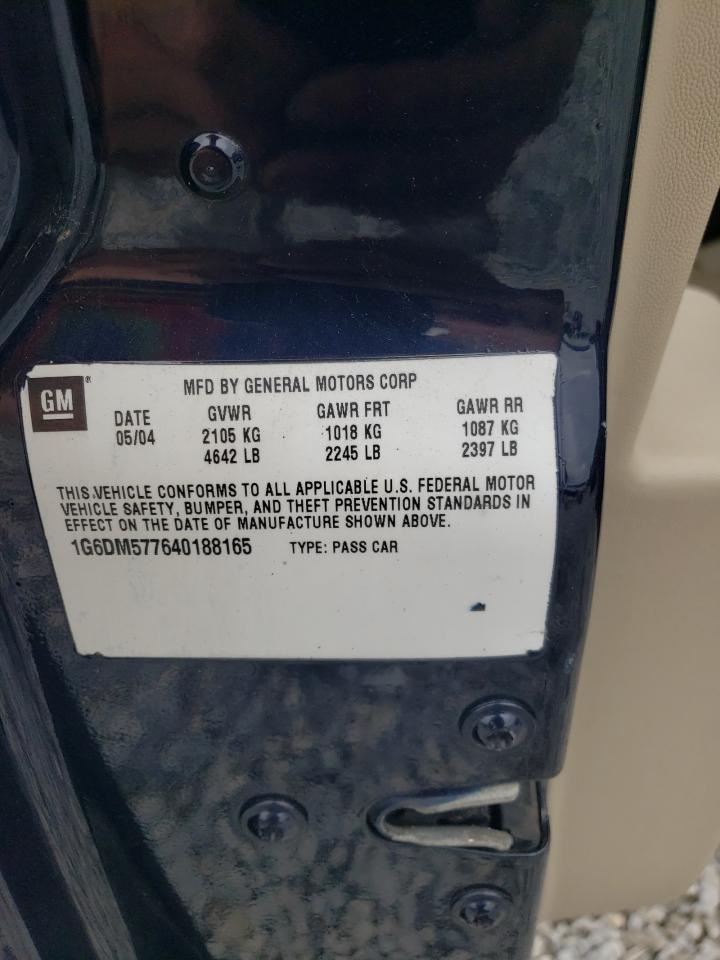 GM®
MFD BY GENERAL MOTORS CORP
DATE GVWR GAWR FRT GAWR RR
05/04 2105 KG 1018 KG 1087 KG
4642 LB 2245 LB 2397 LB
THIS VEHICLE CONFORMS TO ALL APPLICABLE U.S. FEDERAL MOTOR
VEHICLE SAFETY, BUMPER, AND THEFT PREVENTION STANDARDS IN
EFFECT ON THE DATE OF MANUFACTURE SHOWN ABOVE.
1G6DM577640188165 TYPE: PASS CAR